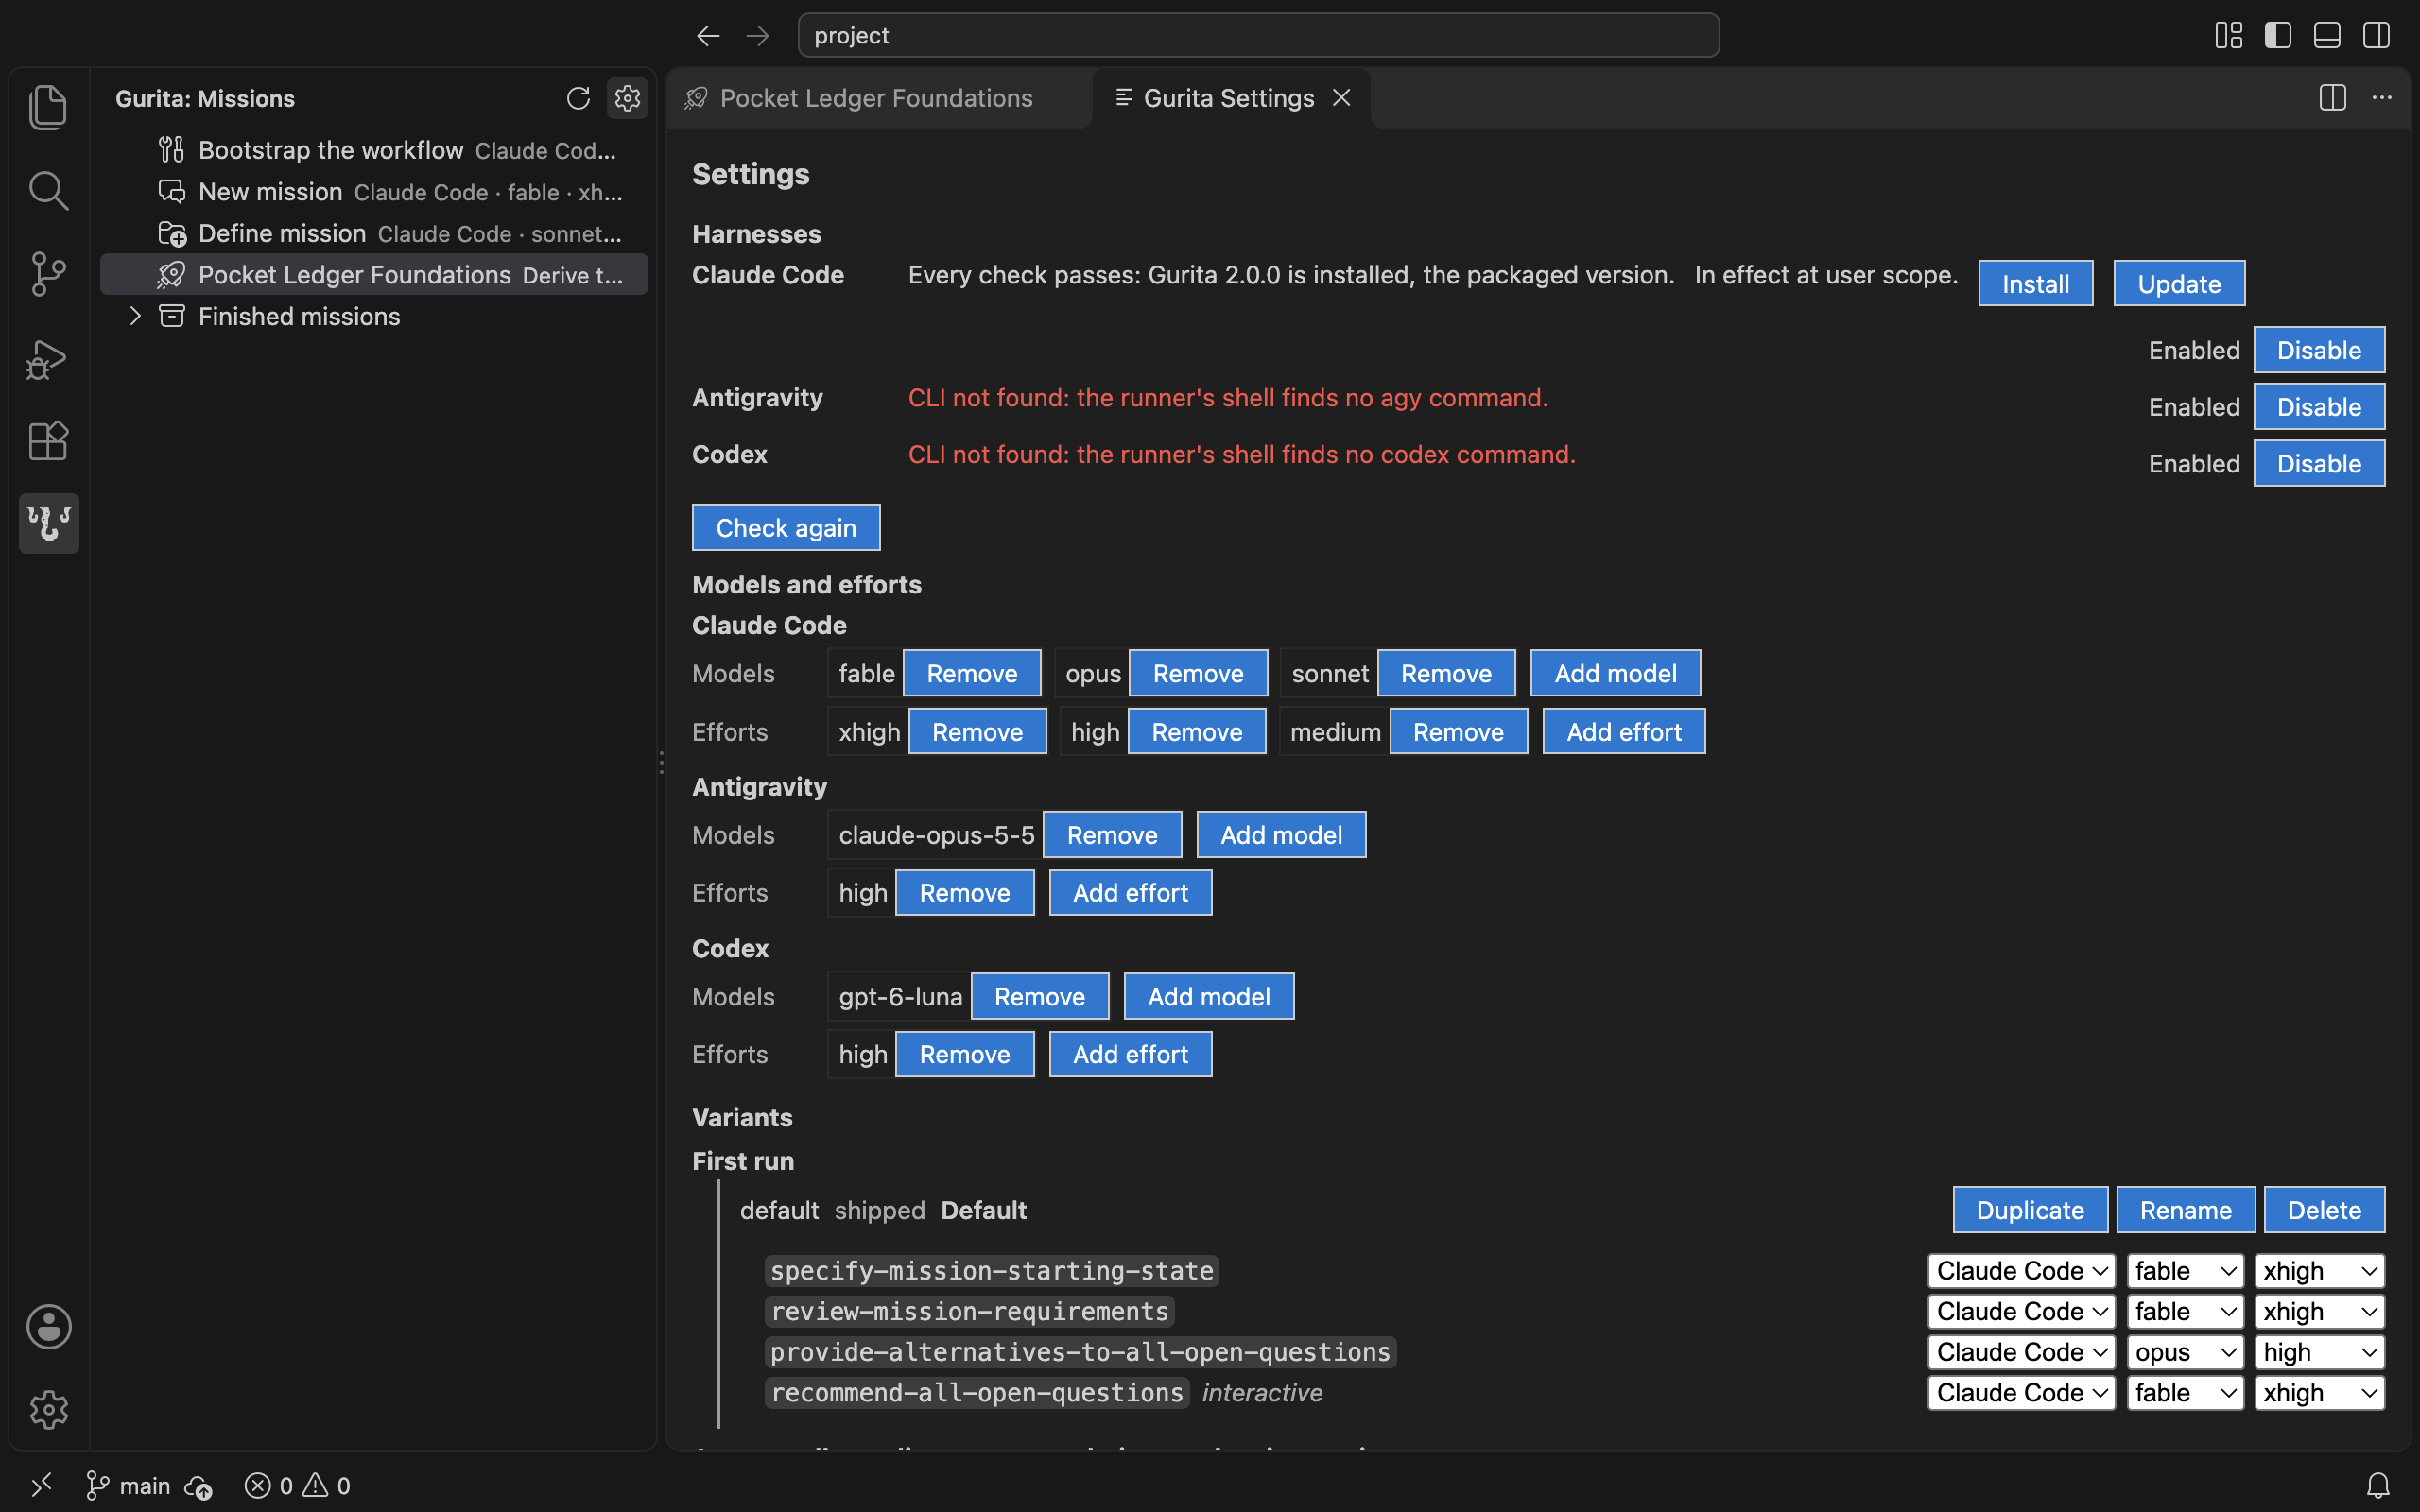 project
Gurita: Missions
Bootstrap the workflow Claude Cod...
New mission Claude Code · fable · xh...
Define mission Claude Code · sonnet...
Pocket Ledger Foundations Derive t...
Finished missions
Pocket Ledger Foundations
Gurita Settings
Settings
Harnesses
Claude Code Every check passes: Gurita 2.0.0 is installed, the packaged version. In effect at user scope. Install Update
Enabled Disable
Antigravity CLI not found: the runner's shell finds no agy command. Enabled Disable
Codex CLI not found: the runner's shell finds no codex command. Enabled Disable
Check again
Models and efforts
Claude Code
Models fable Remove opus Remove sonnet Remove Add model
Efforts xhigh Remove high Remove medium Remove Add effort
Antigravity
Models claude-opus-5-5 Remove Add model
Efforts high Remove Add effort
Codex
Models gpt-6-luna Remove Add model
Efforts high Remove Add effort
Variants
First run
default shipped Default Duplicate Rename Delete
specify-mission-starting-state Claude Code fable xhigh
review-mission-requirements Claude Code fable xhigh
provide-alternatives-to-all-open-questions Claude Code opus high
recommend-all-open-questions interactive Claude Code fable xhigh
main 0 0